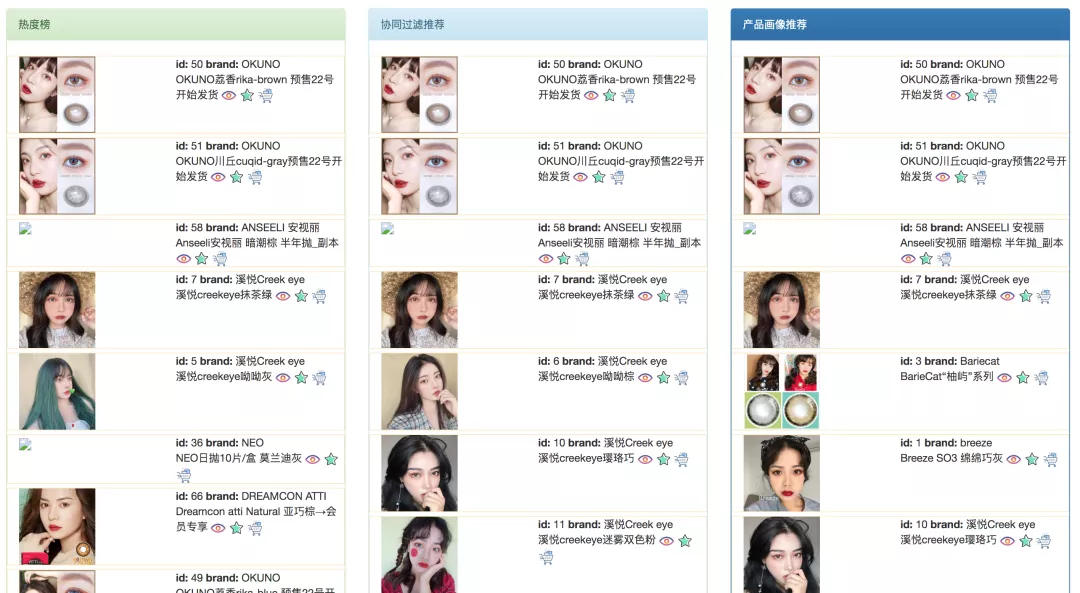 热度榜
id: 50 brand: OKUNO
OKUNO荔香rika-brown 预售22号
开始发货
id: 51 brand: OKUNO
OKUNO川丘cuqid-gray预售22号开
始发货
id: 58 brand: ANSEELI 安视丽
Anseeli安视丽 暗潮棕 半年抛_副本
id: 7 brand: 溪悦Creek eye
溪悦creekeye抹茶绿
id: 5 brand: 溪悦Creek eye
溪悦creekeye呦呦灰
id: 36 brand: NEO
NEO日抛10片/盒 莫兰迪灰
id: 66 brand: DREAMCON ATTI
Dreamcon atti Natural 亚巧棕→会
员专享
id: 49 brand: OKUNO
OKUNO荔香rika-blue 预售22号开
协同过滤推荐
id: 50 brand: OKUNO
OKUNO荔香rika-brown 预售22号
开始发货
id: 51 brand: OKUNO
OKUNO川丘cuqid-gray预售22号开
始发货
id: 58 brand: ANSEELI 安视丽
Anseeli安视丽 暗潮棕 半年抛_副本
id: 7 brand: 溪悦Creek eye
溪悦creekeye抹茶绿
id: 6 brand: 溪悦Creek eye
溪悦creekeye呦呦棕
id: 10 brand: 溪悦Creek eye
溪悦creekeye璎珞巧
id: 11 brand: 溪悦Creek eye
溪悦creekeye迷雾双色粉
产品画像推荐
id: 50 brand: OKUNO
OKUNO荔香rika-brown 预售22号
开始发货
id: 51 brand: OKUNO
OKUNO川丘cuqid-gray预售22号开
始发货
id: 58 brand: ANSEELI 安视丽
Anseeli安视丽 暗潮棕 半年抛_副本
id: 7 brand: 溪悦Creek eye
溪悦creekeye抹茶绿
id: 3 brand: Bariecat
BarieCat“柚屿”系列
id: 1 brand: breeze
Breeze SO3 绵绵巧灰
id: 10 brand: 溪悦Creek eye
溪悦creekeye璎珞巧